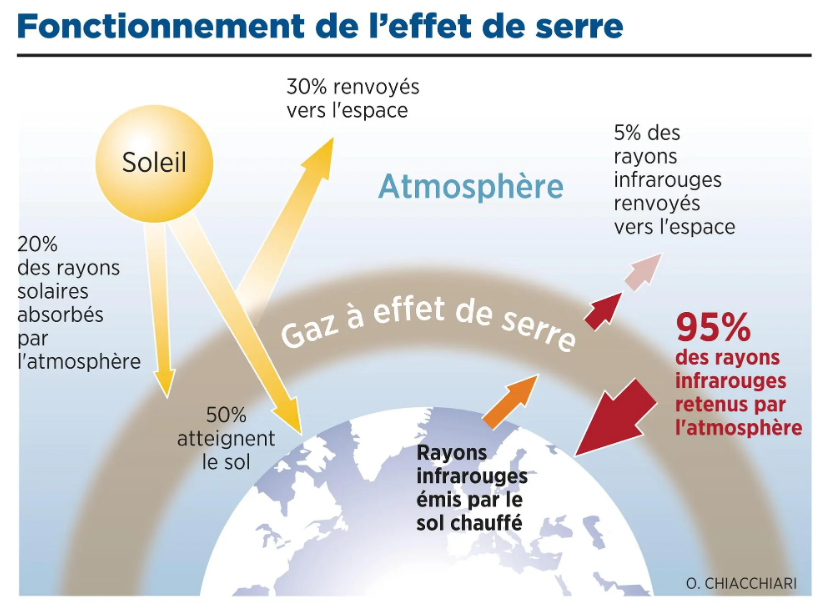 Fonctionnement de l'effet de serre
30% renvoyés
vers l'espace
Soleil
Atmosphère
5% des
rayons
infrarouges
renvoyés
vers l'espace
20%
des rayons
solaires
absorbés
par
l'atmosphère
Gaz à effet de serre
95%
des rayons
infrarouges
retenus par
l'atmosphère
50%
atteignent
le sol
Rayons
infrarouges
émis par le
sol chauffé
O. CHIACCHIARI